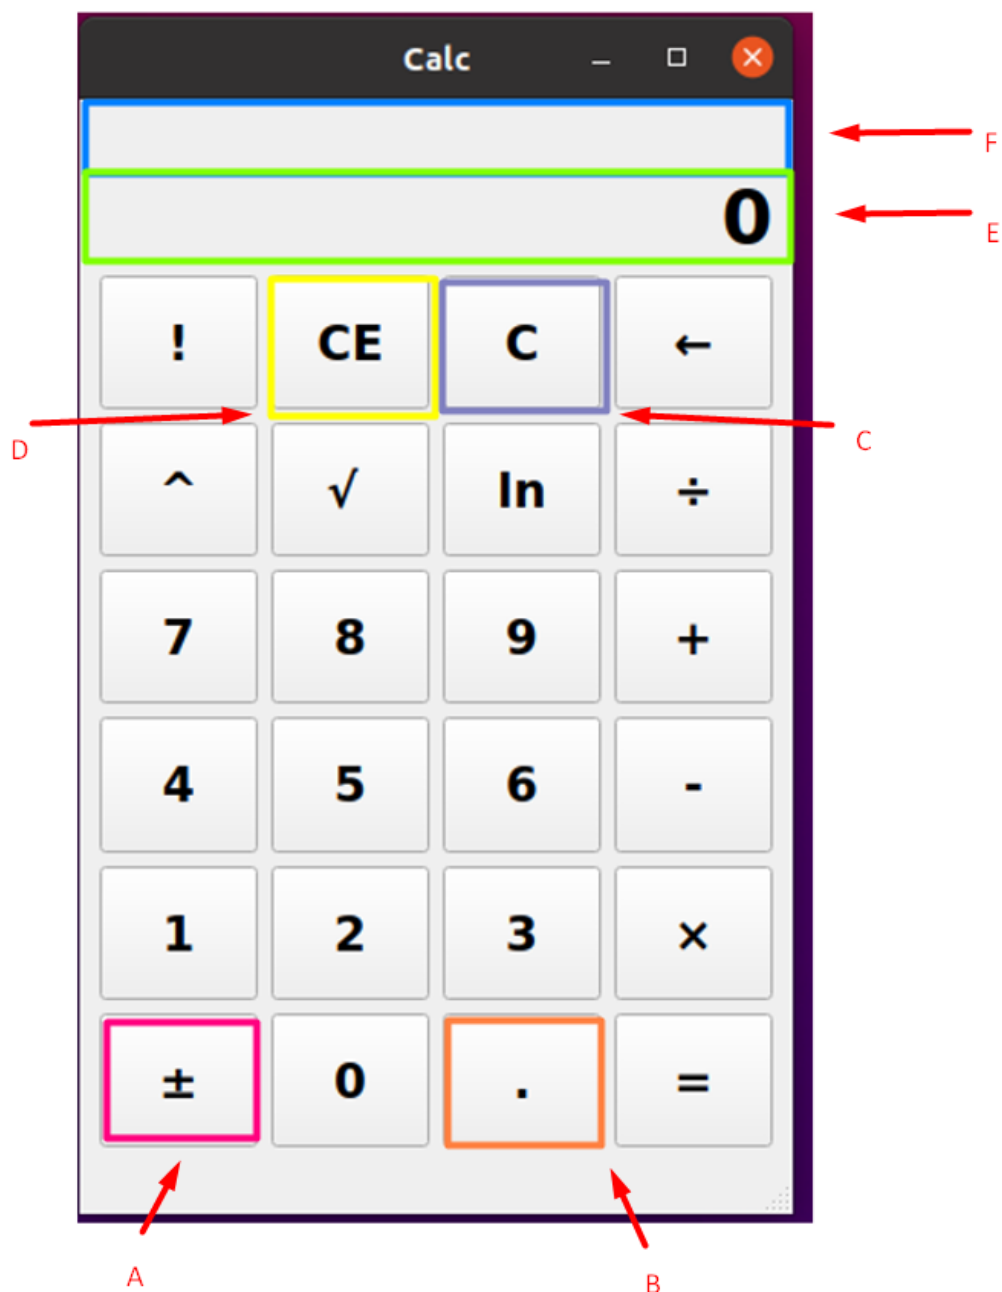 Calc
F
0
E
! CE C ←
D
C
^ √ ln ÷
7 8 9 +
4 5 6 -
1 2 3 ×
± 0 . =
A
B